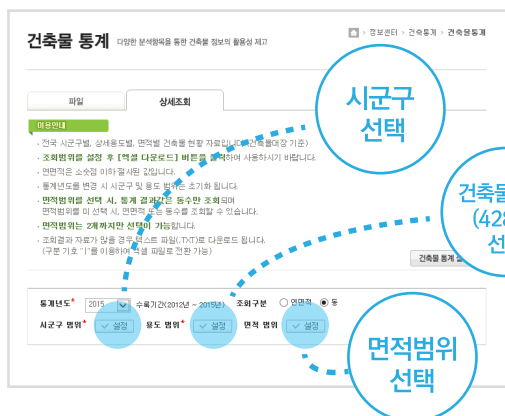 건축물 통계 다양한 분석항목을 통한 건축물 정보의 활용성 제고
> 정보센터 > 건축통계 > 건축물통계
파일 상세조회
이용안내
· 전국 시군구별, 상세용도별, 면적별 건축물 현황 자료입니다.(건축물대장 기준)
· 조회범위를 설정 후 [엑셀 다운로드] 버튼을 클릭하여 사용하시기 바랍니다.
· 연면적은 소숫점 이하 절사된 값입니다.
· 통계년도를 변경 시 시군구 및 용도 범위는 초기화 됩니다.
· 면적범위를 선택 시, 통계 결과값은 동수만 조회되며
면적범위를 미 선택 시, 연면적 또는 동수를 조회할 수 있습니다.
· 면적범위는 2개까지만 선택이 가능합니다.
· 조회결과 자료가 많을 경우 텍스트 파일(.TXT)로 다운로드 됩니다.
(구분 기호 "|"를 이용하여 엑셀 파일로 전환 가능)
건축물 통계
통계년도* 2015 수록기간(2012년 ~ 2015년) 조회구분 연면적 동
시군구 범위* 설정 용도 범위* 설정 면적 범위 설정
시군구
선택
건축물
(428
선
면적범위
선택